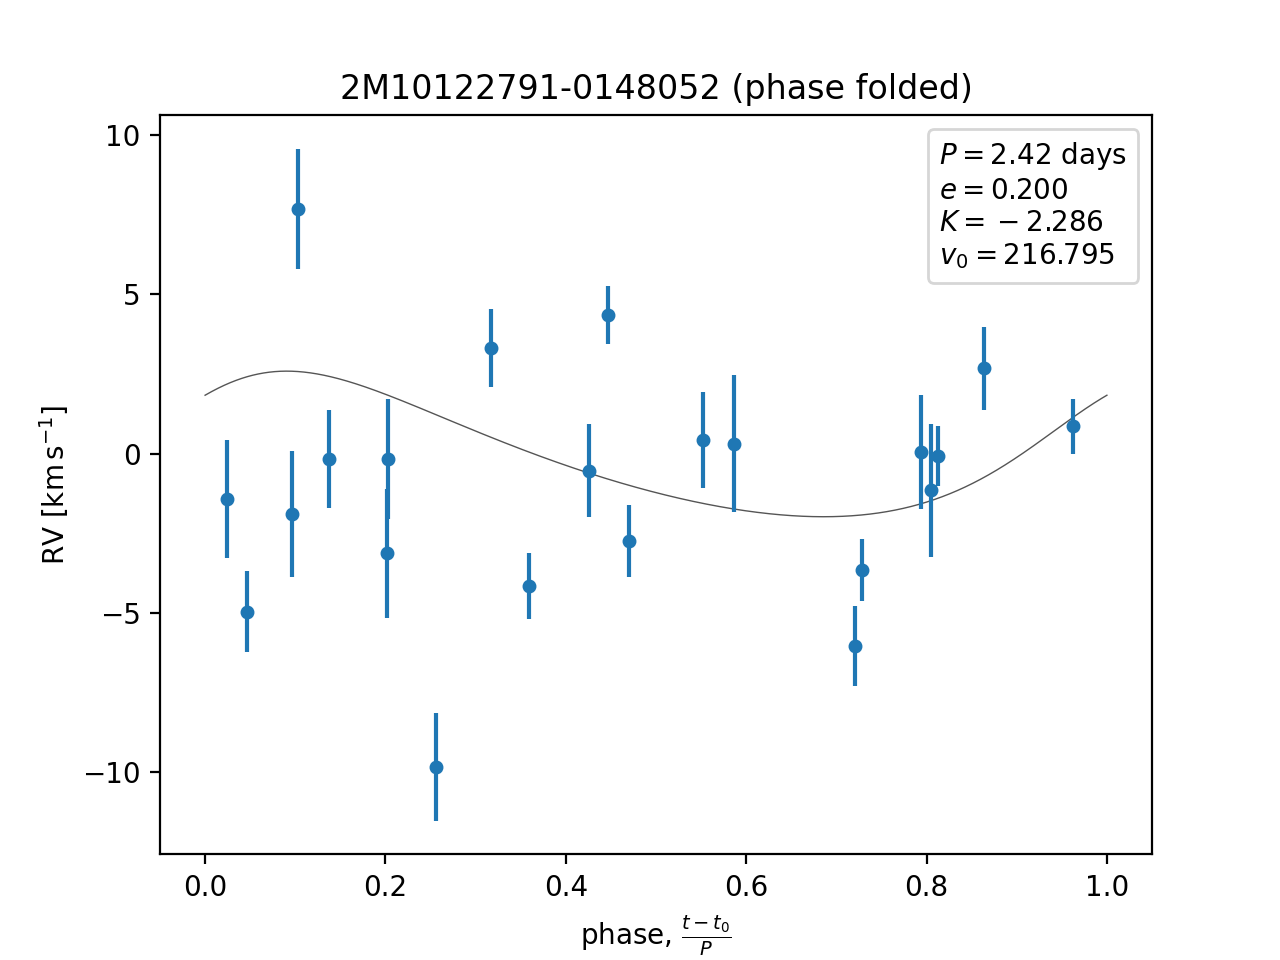 2M10122791-0148052 (phase folded)
P = 2.42 days
e = 0.200
K = −2.286
v₀ = 216.795
RV [km s⁻¹]
10
5
0
−5
−10
0.0 0.2 0.4 0.6 0.8 1.0
phase, (t − t₀)/P